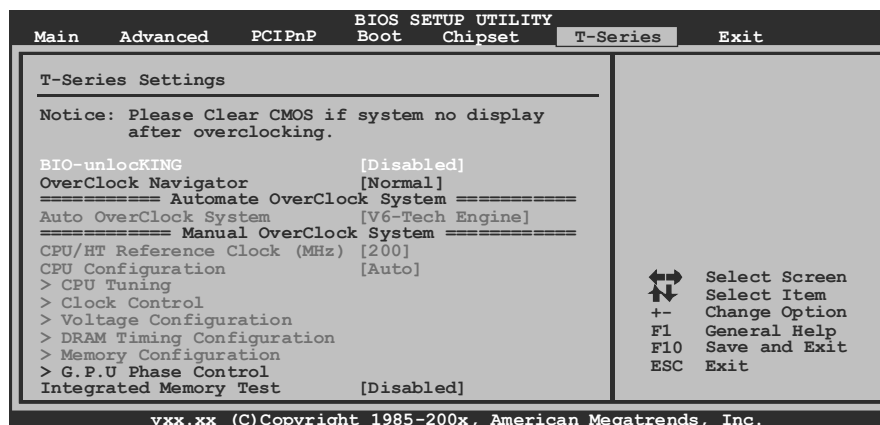 BIOS SETUP UTILITY
Main Advanced PCIPnP Boot Chipset T-Series Exit
T-Series Settings
Notice: Please Clear CMOS if system no display
after overclocking.
BIO-unlocKING [Disabled]
OverClock Navigator [Normal]
=========== Automate OverClock System ===========
Auto OverClock System [V6-Tech Engine]
============ Manual OverClock System ============
CPU/HT Reference Clock (MHz) [200]
CPU Configuration [Auto]
> CPU Tuning
> Clock Control
> Voltage Configuration
> DRAM Timing Configuration
> Memory Configuration
> G.P.U Phase Control
Integrated Memory Test [Disabled]
Select Screen
Select Item
+- Change Option
F1 General Help
F10 Save and Exit
ESC Exit
vxx.xx (C)Copyright 1985-200x, American Megatrends, Inc.